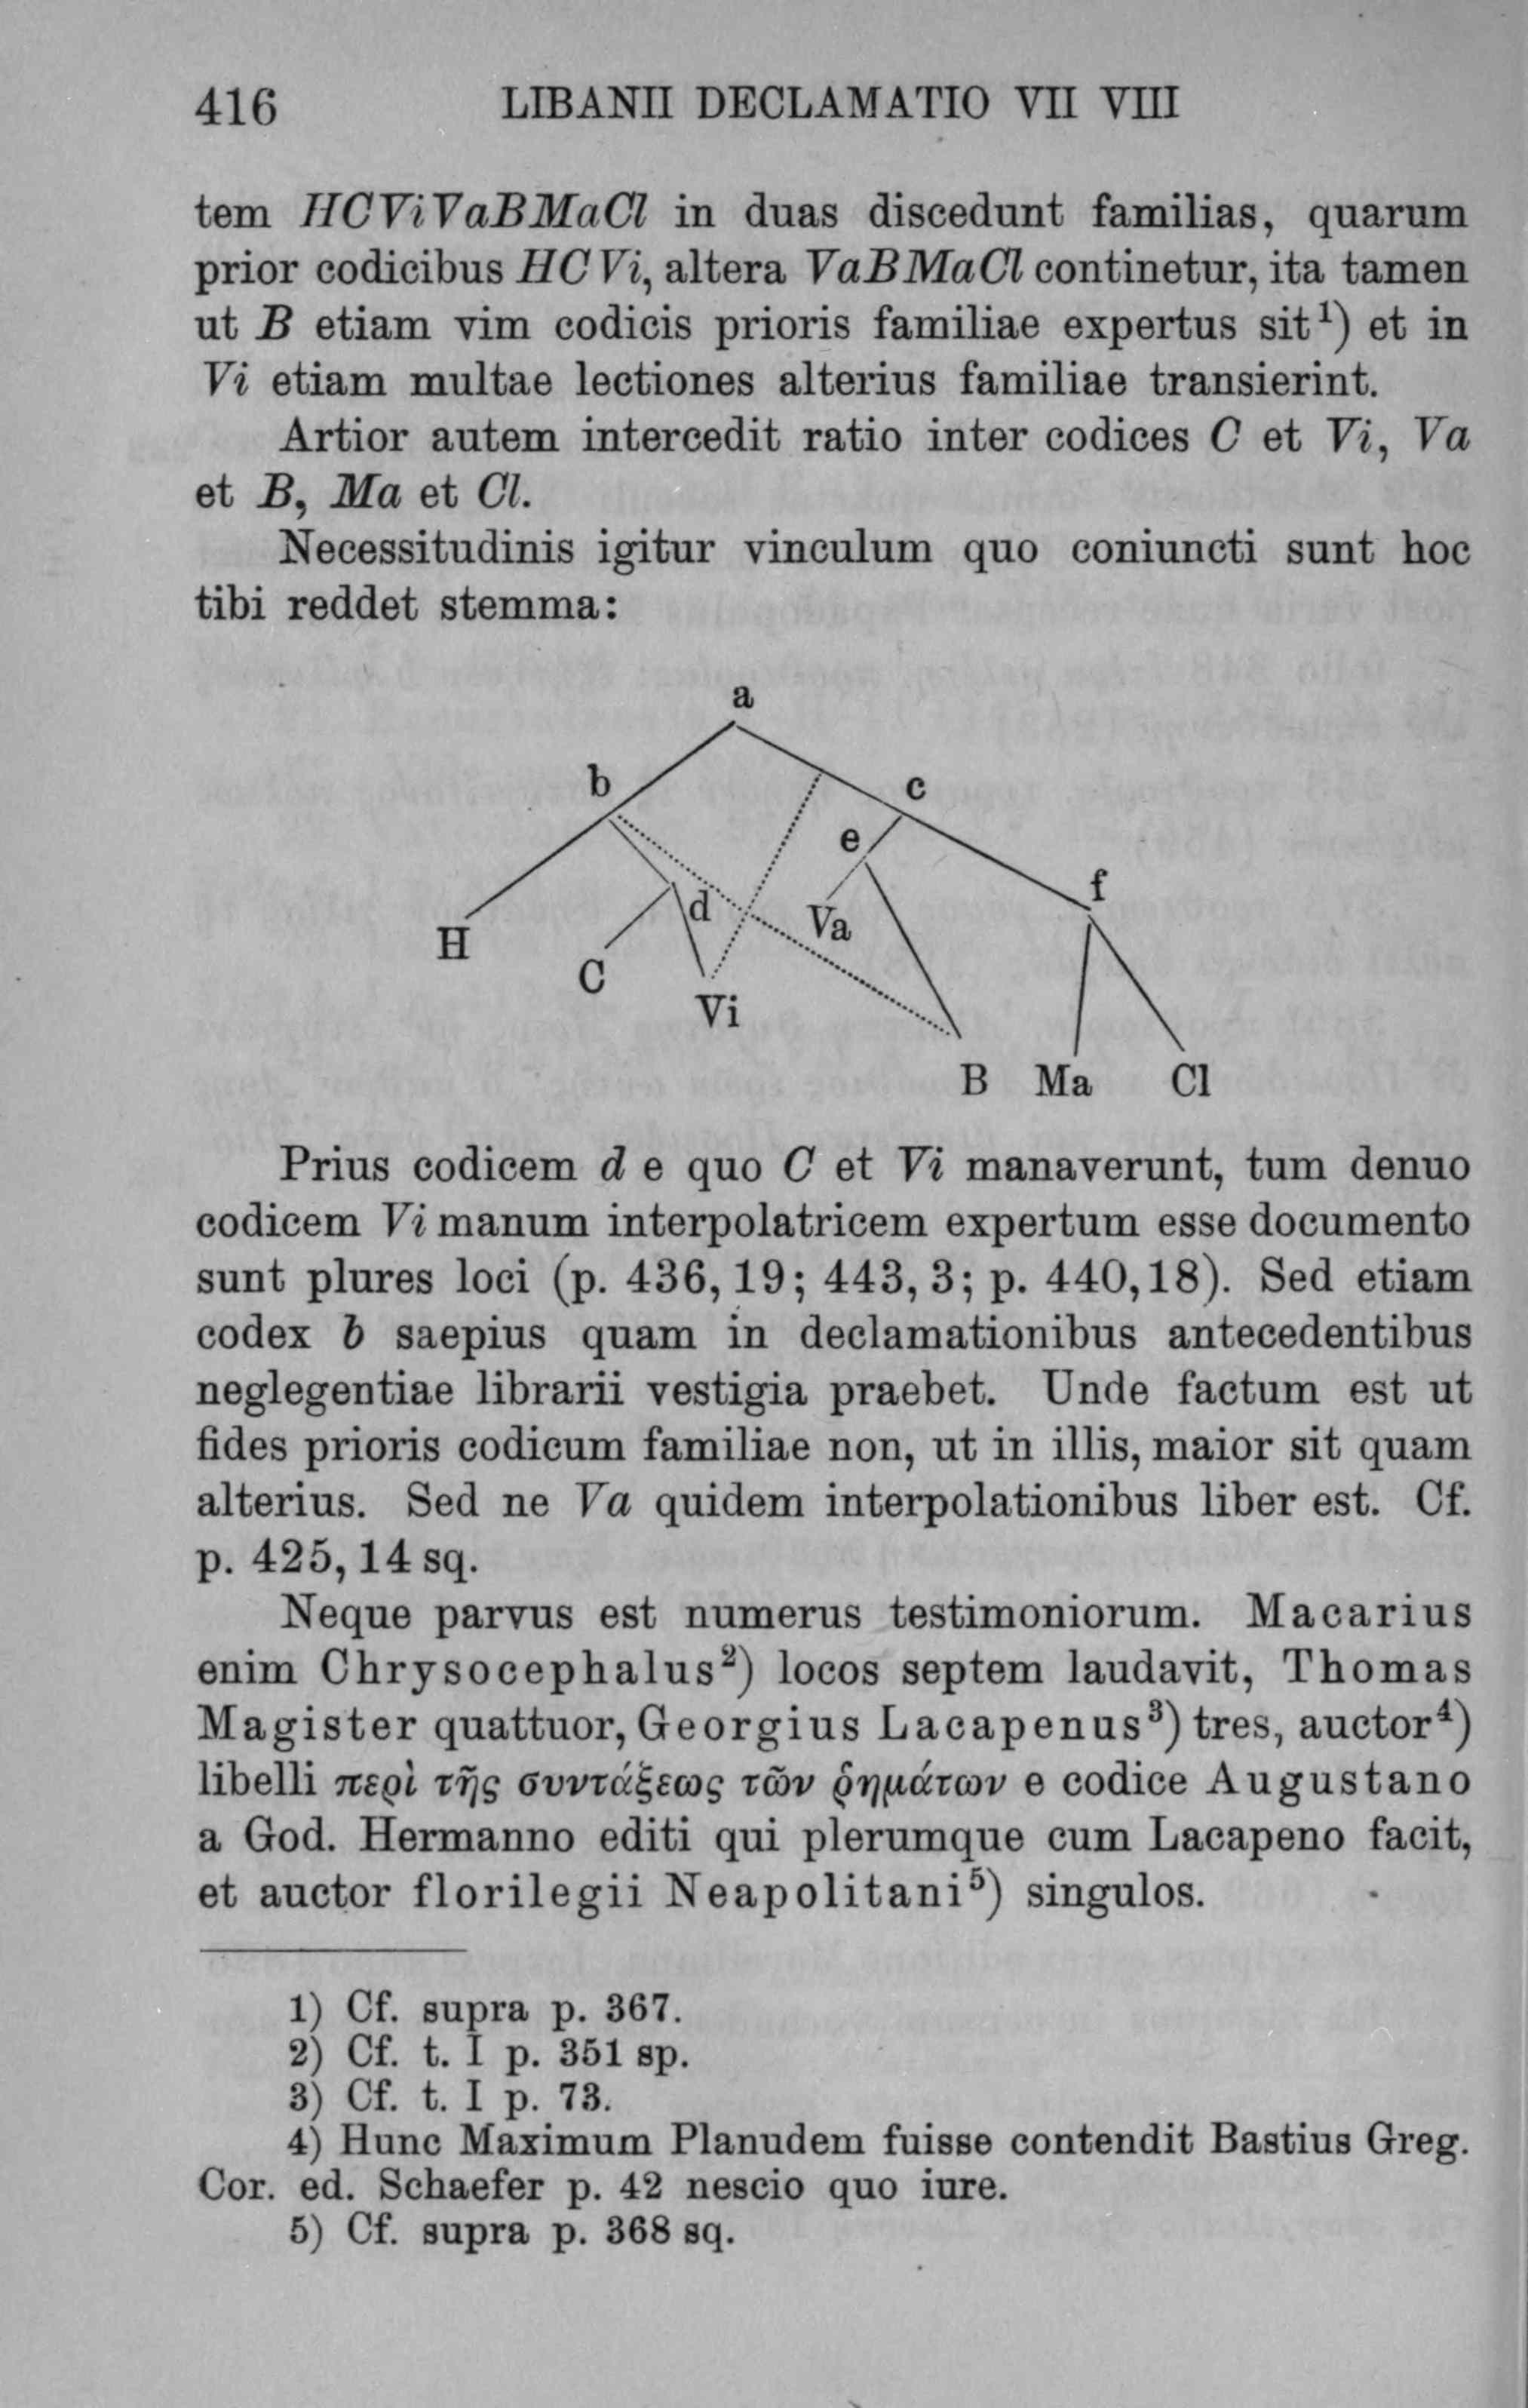 416 LIBANII DECLAMATIO VII VIII
tem HCViVaBMaCl in duas discedunt familias, quarum
prior codicibus HCVi, altera VaBMaCl continetur, ita tamen
ut B etiam vim codicis prioris familiae expertus sit¹) et in
Vi etiam multae lectiones alterius familiae transierint.
Artior autem intercedit ratio inter codices C et Vi, Va
et B, Ma et Cl.
Necessitudinis igitur vinculum quo coniuncti sunt hoc
tibi reddet stemma:
a
b c
e
f
d Va
H
C
Vi
B Ma Cl
Prius codicem d e quo C et Vi manaverunt, tum denuo
codicem Vi manum interpolatricem expertum esse documento
sunt plures loci (p. 436, 19; 443, 3; p. 440, 18). Sed etiam
codex b saepius quam in declamationibus antecedentibus
neglegentiae librarii vestigia praebet. Unde factum est ut
fides prioris codicum familiae non, ut in illis, maior sit quam
alterius. Sed ne Va quidem interpolationibus liber est. Cf.
p. 425, 14 sq.
Neque parvus est numerus testimoniorum. Macarius
enim Chrysocephalus²) locos septem laudavit, Thomas
Magister quattuor, Georgius Lacapenus³) tres, auctor⁴)
libelli περὶ τῆς συντάξεως τῶν ῥημάτων e codice Augustano
a God. Hermanno editi qui plerumque cum Lacapeno facit,
et auctor florilegii Neapolitani⁵) singulos.
1) Cf. supra p. 367.
2) Cf. t. I p. 351 sp.
3) Cf. t. I p. 73.
4) Hunc Maximum Planudem fuisse contendit Bastius Greg.
Cor. ed. Schaefer p. 42 nescio quo iure.
5) Cf. supra p. 368 sq.